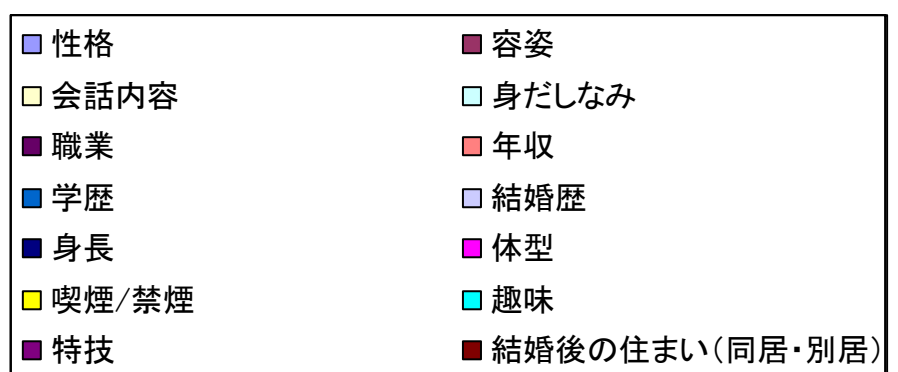 性格 容姿
会話内容 身だしなみ
職業 年収
学歴 結婚歴
身長 体型
喫煙/禁煙 趣味
特技 結婚後の住まい(同居・別居)